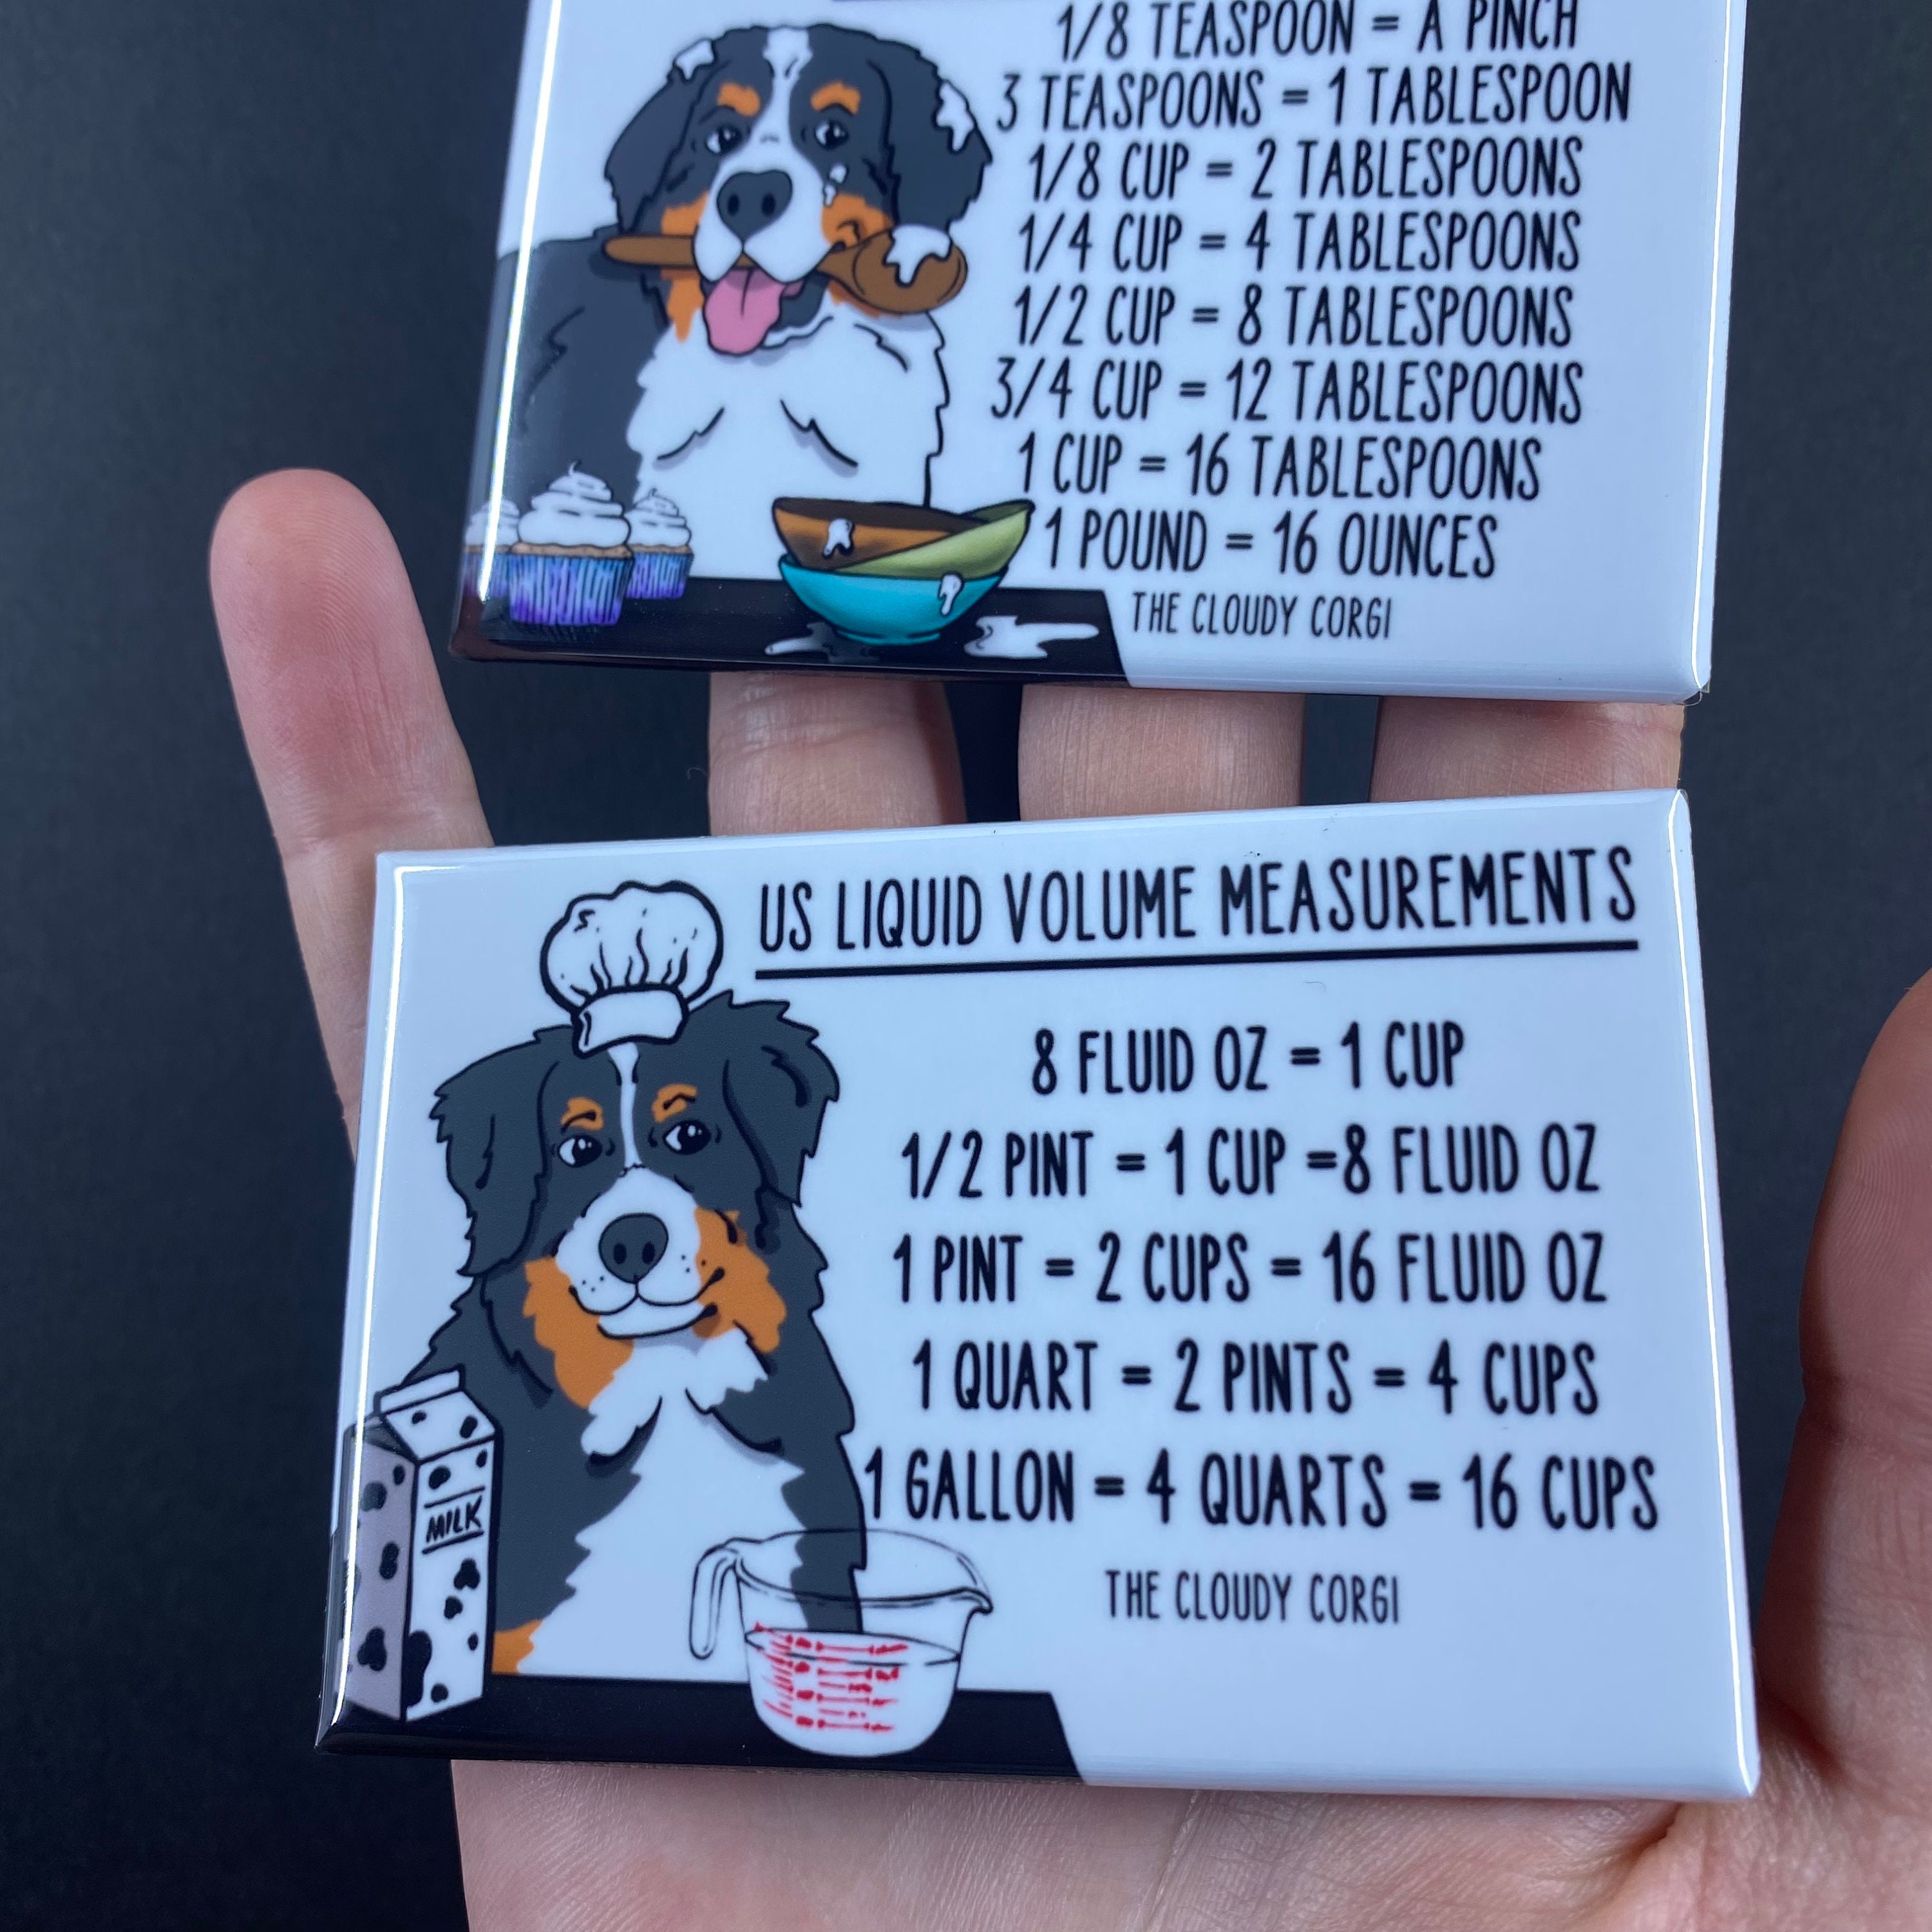 1/8 TEASPOON = A PINCH
3 TEASPOONS = 1 TABLESPOON
1/8 CUP = 2 TABLESPOONS
1/4 CUP = 4 TABLESPOONS
1/2 CUP = 8 TABLESPOONS
3/4 CUP = 12 TABLESPOONS
1 CUP = 16 TABLESPOONS
1 POUND = 16 OUNCES
THE CLOUDY CORGI
US LIQUID VOLUME MEASUREMENTS
8 FLUID OZ = 1 CUP
1/2 PINT = 1 CUP =8 FLUID OZ
1 PINT = 2 CUPS = 16 FLUID OZ
1 QUART = 2 PINTS = 4 CUPS
1 GALLON = 4 QUARTS = 16 CUPS
THE CLOUDY CORGI
MILK